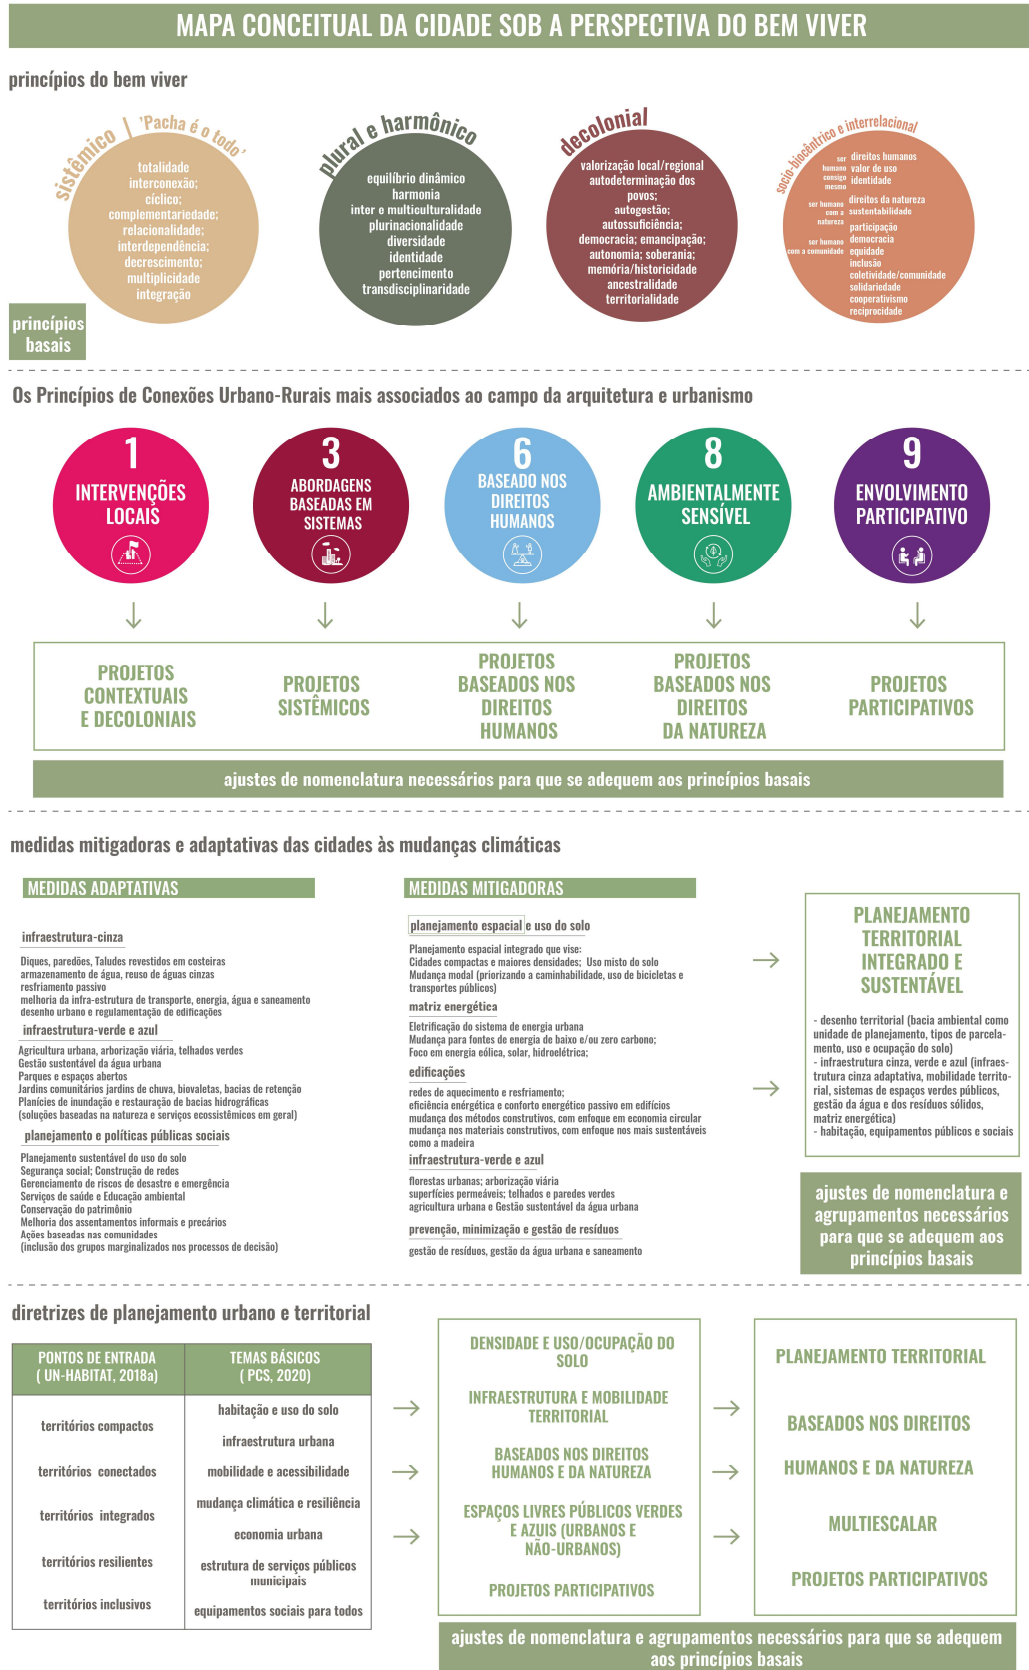 MAPA CONCEITUAL DA CIDADE SOB A PERSPECTIVA DO BEM VIVER
princípios do bem viver
sistêmico | 'Pacha é o todo'
totalidade
interconexão;
cíclico;
complementariedade;
relacionalidade;
interdependência;
decrescimento;
multiplicidade
integração
plural e harmônico
equilíbrio dinâmico
harmonia
inter e multiculturalidade
plurinacionalidade
diversidade
identidade
pertencimento
transdisciplinaridade
decolonial
valorização local/regional
autodeterminação dos
povos;
autogestão;
autossuficiência;
democracia; emancipação;
autonomia; soberania;
memória/historicidade
ancestralidade
territorialidade
socio-biocêntrico e interrelacional
ser
humano
consigo
mesmo
direitos humanos
valor de uso
identidade
ser humano
com a
natureza
direitos da natureza
sustentabilidade
ser humano
com a comunidade
participação
democracia
equidade
inclusão
coletividade/comunidade
solidariedade
cooperativismo
reciprocidade
princípios
basais
Os Princípios de Conexões Urbano-Rurais mais associados ao campo da arquitetura e urbanismo
1
INTERVENÇÕES
LOCAIS
3
ABORDAGENS
BASEADAS EM
SISTEMAS
6
BASEADO NOS
DIREITOS
HUMANOS
8
AMBIENTALMENTE
SENSÍVEL
9
ENVOLVIMENTO
PARTICIPATIVO
PROJETOS
CONTEXTUAIS
E DECOLONIAIS
PROJETOS
SISTÊMICOS
PROJETOS
BASEADOS NOS
DIREITOS
HUMANOS
PROJETOS
BASEADOS NOS
DIREITOS
DA NATUREZA
PROJETOS
PARTICIPATIVOS
ajustes de nomenclatura necessários para que se adequem aos princípios basais
medidas mitigadoras e adaptativas das cidades às mudanças climáticas
MEDIDAS ADAPTATIVAS
infraestrutura-cinza
Diques, paredões, Taludes revestidos em costeiras
armazenamento de água, reuso de águas cinzas
resfriamento passivo
melhoria da infra-estrutura de transporte, energia, água e saneamento
desenho urbano e regulamentação de edificações
infraestrutura-verde e azul
Agricultura urbana, arborização viária, telhados verdes
Gestão sustentável da água urbana
Parques e espaços abertos
Jardins comunitários jardins de chuva, biovaletas, bacias de retenção
Planícies de inundação e restauração de bacias hidrográficas
(soluções baseadas na natureza e serviços ecossistêmicos em geral)
planejamento e políticas públicas sociais
Planejamento sustentável do uso do solo
Segurança social; Construção de redes
Gerenciamento de riscos de desastre e emergência
Serviços de saúde e Educação ambiental
Conservação do patrimônio
Melhoria dos assentamentos informais e precários
Ações baseadas nas comunidades
(inclusão dos grupos marginalizados nos processos de decisão)
MEDIDAS MITIGADORAS
planejamento espacial e uso do solo
Planejamento espacial integrado que vise:
Cidades compactas e maiores densidades; Uso misto do solo
Mudança modal (priorizando a caminhabilidade, uso de bicicletas e
transportes públicos)
matriz energética
Eletrificação do sistema de energia urbana
Mudança para fontes de energia de baixo e/ou zero carbono;
Foco em energia eólica, solar, hidroelétrica;
edificações
redes de aquecimento e resfriamento;
eficiência enérgética e conforto energético passivo em edifícios
mudança dos métodos construtivos, com enfoque em economia circular
mudança nos materiais construtivos, com enfoque nos mais sustentáveis
como a madeira
infraestrutura-verde e azul
florestas urbanas; arborização viária
superfícies permeáveis; telhados e paredes verdes
agricultura urbana e Gestão sustentável da água urbana
prevenção, minimização e gestão de resíduos
gestão de resíduos, gestão da água urbana e saneamento
PLANEJAMENTO
TERRITORIAL
INTEGRADO E
SUSTENTÁVEL
- desenho territorial (bacia ambiental como
unidade de planejamento, tipos de parcela-
mento, uso e ocupação do solo)
- infraestrutura cinza, verde e azul (infraes-
trutura cinza adaptativa, mobilidade territo-
rial, sistemas de espaços verdes públicos,
gestão da água e dos resíduos sólidos,
matriz energética)
- habitação, equipamentos públicos e sociais
ajustes de nomenclatura e
agrupamentos necessários
para que se adequem aos
princípios basais
diretrizes de planejamento urbano e territorial
PONTOS DE ENTRADA
( UN-HABITAT, 2018a)
territórios compactos
territórios conectados
territórios integrados
territórios resilientes
territórios inclusivos
TEMAS BÁSICOS
( PCS, 2020)
habitação e uso do solo
infraestrutura urbana
mobilidade e acessibilidade
mudança climática e resiliência
economia urbana
estrutura de serviços públicos
municipais
equipamentos sociais para todos
DENSIDADE E USO/OCUPAÇÃO DO
SOLO
INFRAESTRUTURA E MOBILIDADE
TERRITORIAL
BASEADOS NOS DIREITOS
HUMANOS E DA NATUREZA
ESPAÇOS LIVRES PÚBLICOS VERDES
E AZUIS (URBANOS E
NÃO-URBANOS)
PROJETOS PARTICIPATIVOS
PLANEJAMENTO TERRITORIAL
BASEADOS NOS DIREITOS
HUMANOS E DA NATUREZA
MULTIESCALAR
PROJETOS PARTICIPATIVOS
ajustes de nomenclatura e agrupamentos necessários para que se adequem
aos princípios basais